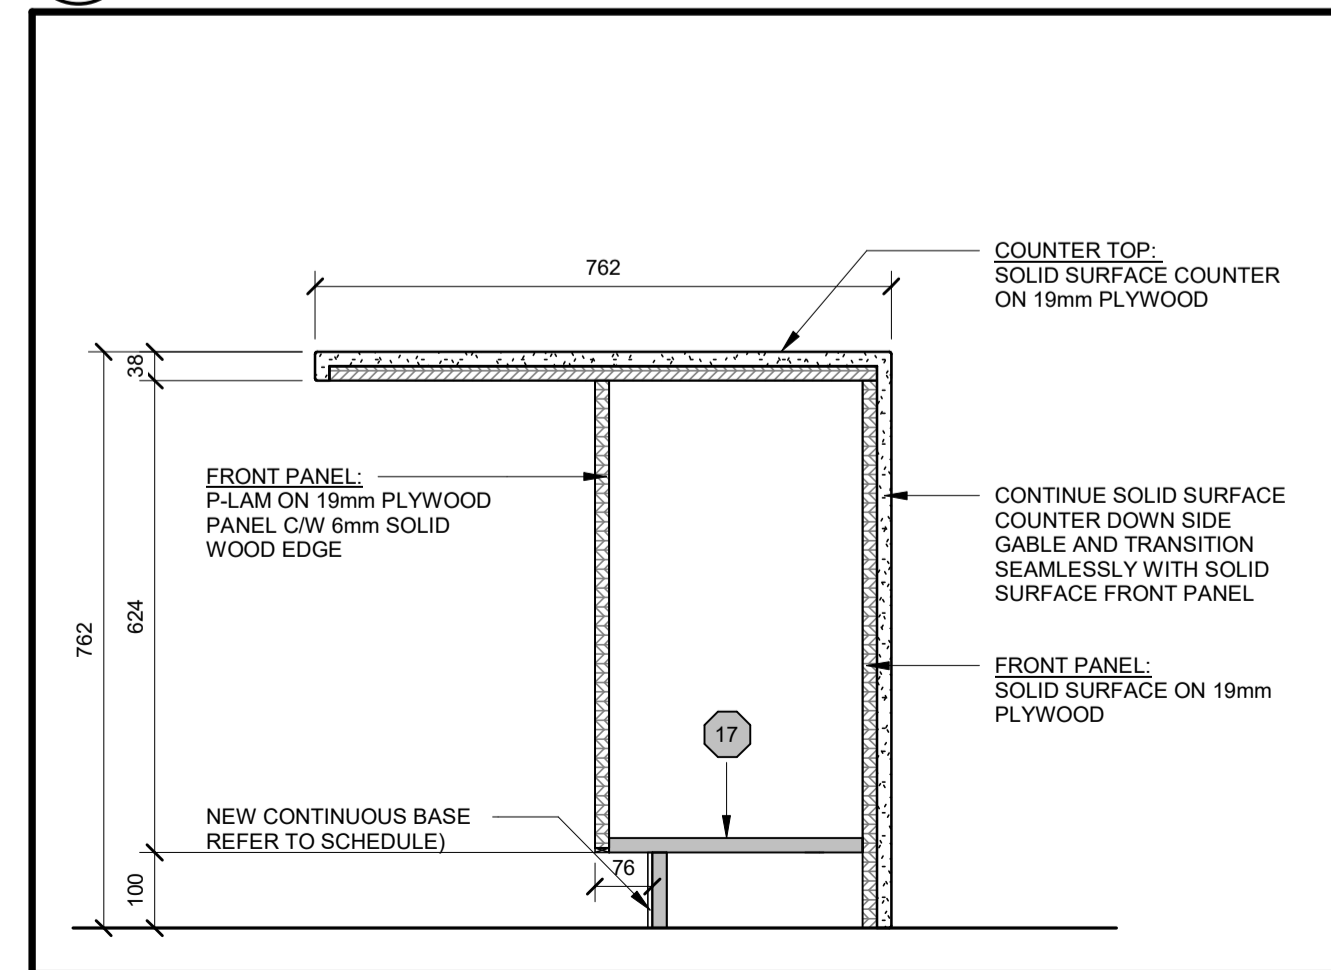 762
COUNTER TOP:
SOLID SURFACE COUNTER
ON 19mm PLYWOOD
38
FRONT PANEL:
P-LAM ON 19mm PLYWOOD
PANEL C/W 6mm SOLID
WOOD EDGE
CONTINUE SOLID SURFACE
COUNTER DOWN SIDE
GABLE AND TRANSITION
SEAMLESSLY WITH SOLID
SURFACE FRONT PANEL
762
624
FRONT PANEL:
SOLID SURFACE ON 19mm
PLYWOOD
17
NEW CONTINUOUS BASE
REFER TO SCHEDULE)
76
100